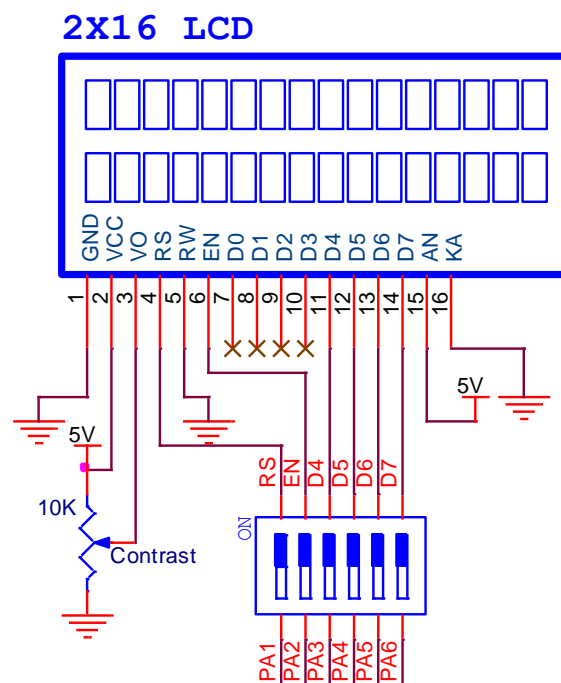 2X16 LCD
GND VCC VO RS RW EN D0 D1 D2 D3 D4 D5 D6 D7 AN KA
1 2 3 4 5 6 7 8 9 10 11 12 13 14 15 16
5V
5V
10K
Contrast
RS EN D4 D5 D6 D7
ON
PA1 PA2 PA3 PA4 PA5 PA6